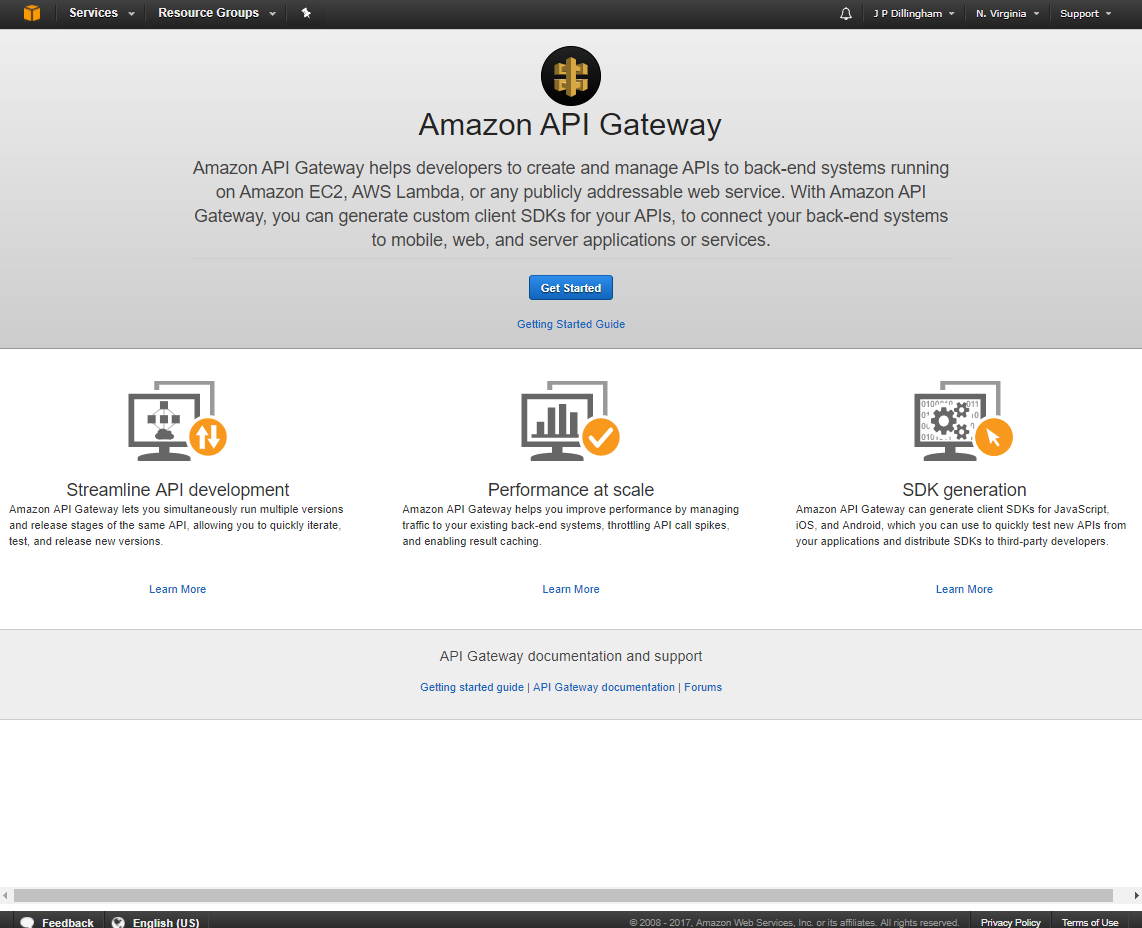 Services Resource Groups J P Dillingham N. Virginia Support
Amazon API Gateway
Amazon API Gateway helps developers to create and manage APIs to back-end systems running
on Amazon EC2, AWS Lambda, or any publicly addressable web service. With Amazon API
Gateway, you can generate custom client SDKs for your APIs, to connect your back-end systems
to mobile, web, and server applications or services.
Get Started
Getting Started Guide
Streamline API development
Amazon API Gateway lets you simultaneously run multiple versions
and release stages of the same API, allowing you to quickly iterate,
test, and release new versions.
Learn More
Performance at scale
Amazon API Gateway helps you improve performance by managing
traffic to your existing back-end systems, throttling API call spikes,
and enabling result caching.
Learn More
SDK generation
Amazon API Gateway can generate client SDKs for JavaScript,
iOS, and Android, which you can use to quickly test new APIs from
your applications and distribute SDKs to third-party developers.
Learn More
API Gateway documentation and support
Getting started guide | API Gateway documentation | Forums
Feedback English (US) © 2008 - 2017, Amazon Web Services, Inc. or its affiliates. All rights reserved. Privacy Policy Terms of Use